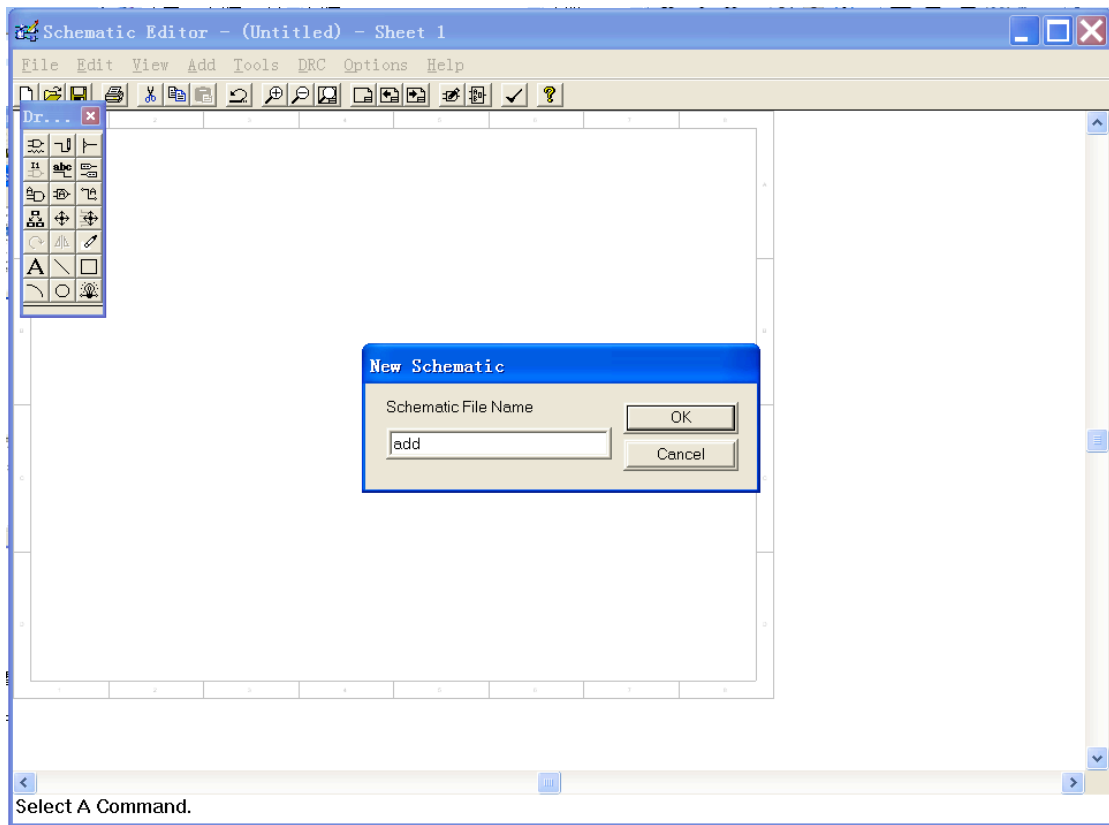 Schematic Editor - (Untitled) - Sheet 1
File Edit View Add Tools DRC Options Help
Dr...
abc
A
New Schematic
Schematic File Name
OK
add
Cancel
Select A Command.